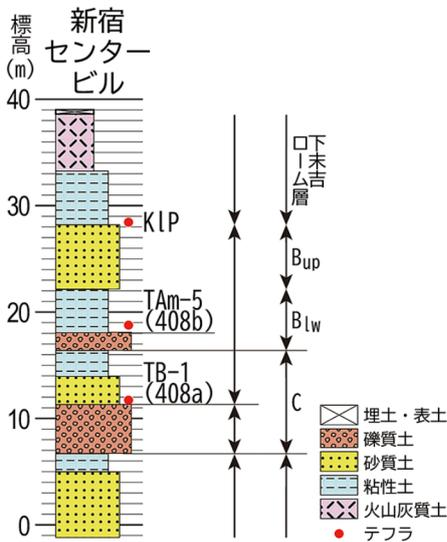 標高(m)
新宿
センター
ビル
40
30
20
10
0
KlP
TAm-5
(408b)
TB-1
(408a)
下末吉
ローム層
Bup
Blw
C
埋土・表土
礫質土
砂質土
粘性土
火山灰質土
テフラ